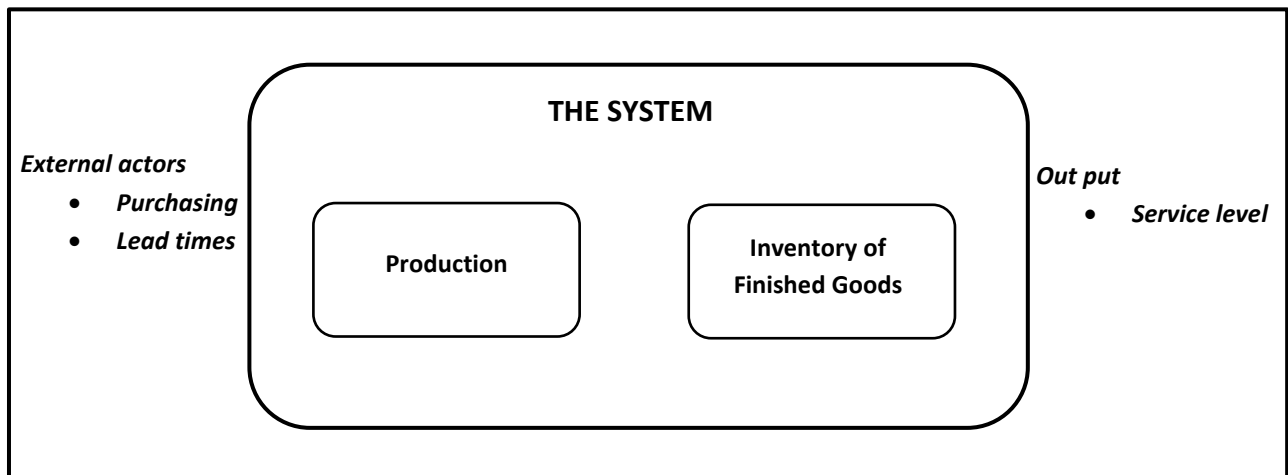 THE SYSTEM
External actors
• Purchasing
• Lead times
Production
Inventory of
Finished Goods
Out put
• Service level